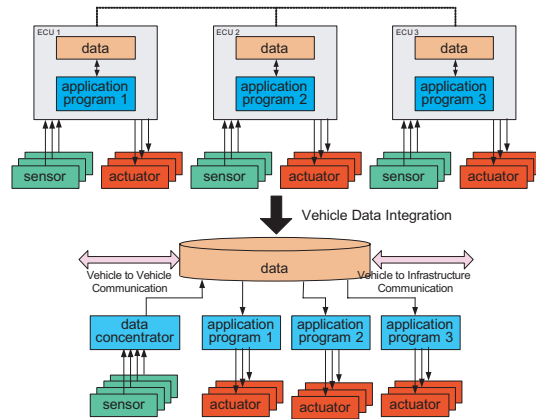 ECU 1
ECU 2
ECU 3
data
data
data
application
program 1
application
program 2
application
program 3
sensor
actuator
sensor
actuator
sensor
actuator
Vehicle Data Integration
data
Vehicle to Vehicle
Communication
Vehicle to Infrastructure
Communication
data
concentrator
application
program 1
application
program 2
application
program 3
sensor
actuator
actuator
actuator